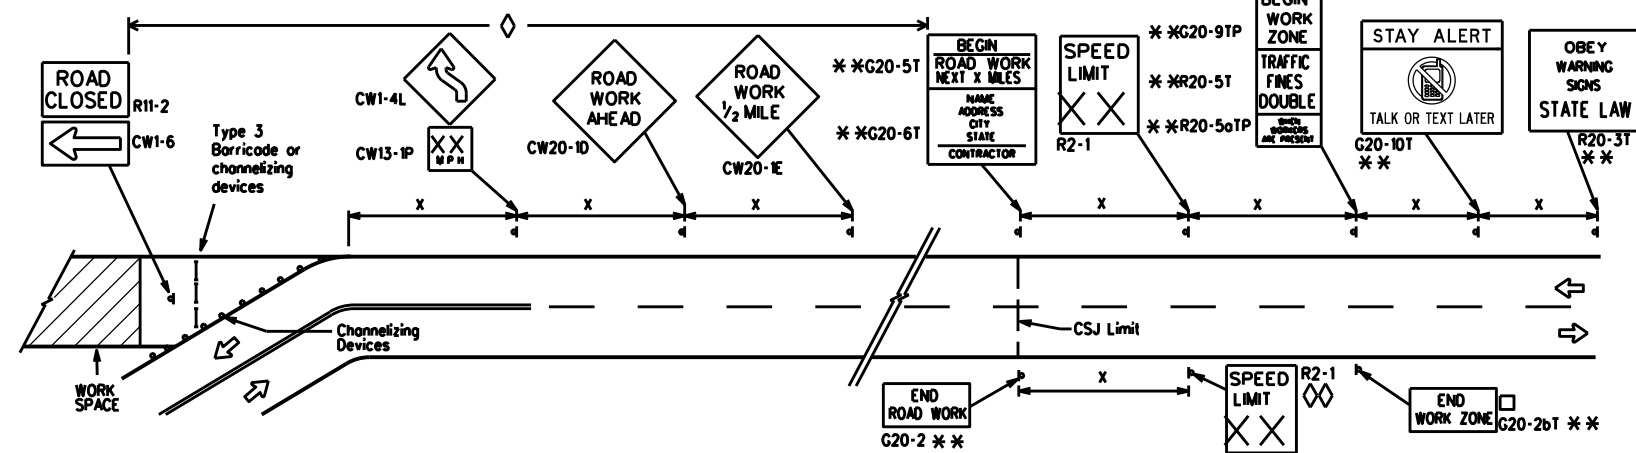 ROAD
CLOSED
R11-2
CW1-6
Type 3
Barricade or
channelizing
devices
CW1-4L
XX
MPH
CW13-1P
ROAD
WORK
AHEAD
CW20-1D
ROAD
WORK
½ MILE
CW20-1E
* *G20-5T
* *G20-6T
BEGIN
ROAD WORK
NEXT X MILES
NAME
ADDRESS
CITY
STATE
CONTRACTOR
SPEED
LIMIT
X X
R2-1
* *G20-9TP
* *R20-5T
* *R20-5aTP
BEGIN
WORK
ZONE
TRAFFIC
FINES
DOUBLE
WHEN
WORKERS
ARE PRESENT
STAY ALERT
TALK OR TEXT LATER
G20-10T
* *
OBEY
WARNING
SIGNS
STATE LAW
R20-3T
* *
X
X
X
X
X
X
X
Channelizing
Devices
WORK
SPACE
CSJ Limit
END
ROAD WORK
G20-2 * *
X
SPEED
LIMIT
X X
R2-1
END
WORK ZONE
G20-2bT * *